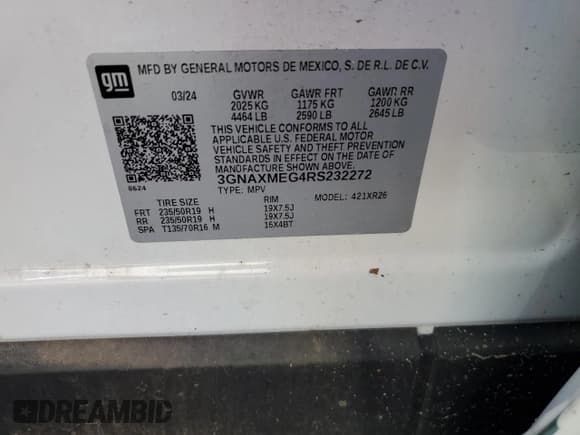 gm
MFD BY GENERAL MOTORS DE MEXICO, S. DE R.L. DE C.V.
03/24 GVWR GAWR FRT GAWR RR
2025 KG 1175 KG 1200 KG
4464 LB 2590 LB 2645 LB
THIS VEHICLE CONFORMS TO ALL
APPLICABLE U.S. FEDERAL MOTOR
VEHICLE SAFETY AND THEFT PREVENTION
STANDARDS IN EFFECT ON THE DATE OF
MANUFACTURE SHOWN ABOVE.
0624 3GNAXMEG4RS232272
TYPE: MPV MODEL: 421XR26
TIRE SIZE RIM
FRT 235/50R19 H 19X7.5J
RR 235/50R19 H 19X7.5J
SPA T135/70R16 M 16X4BT
DREAMBID